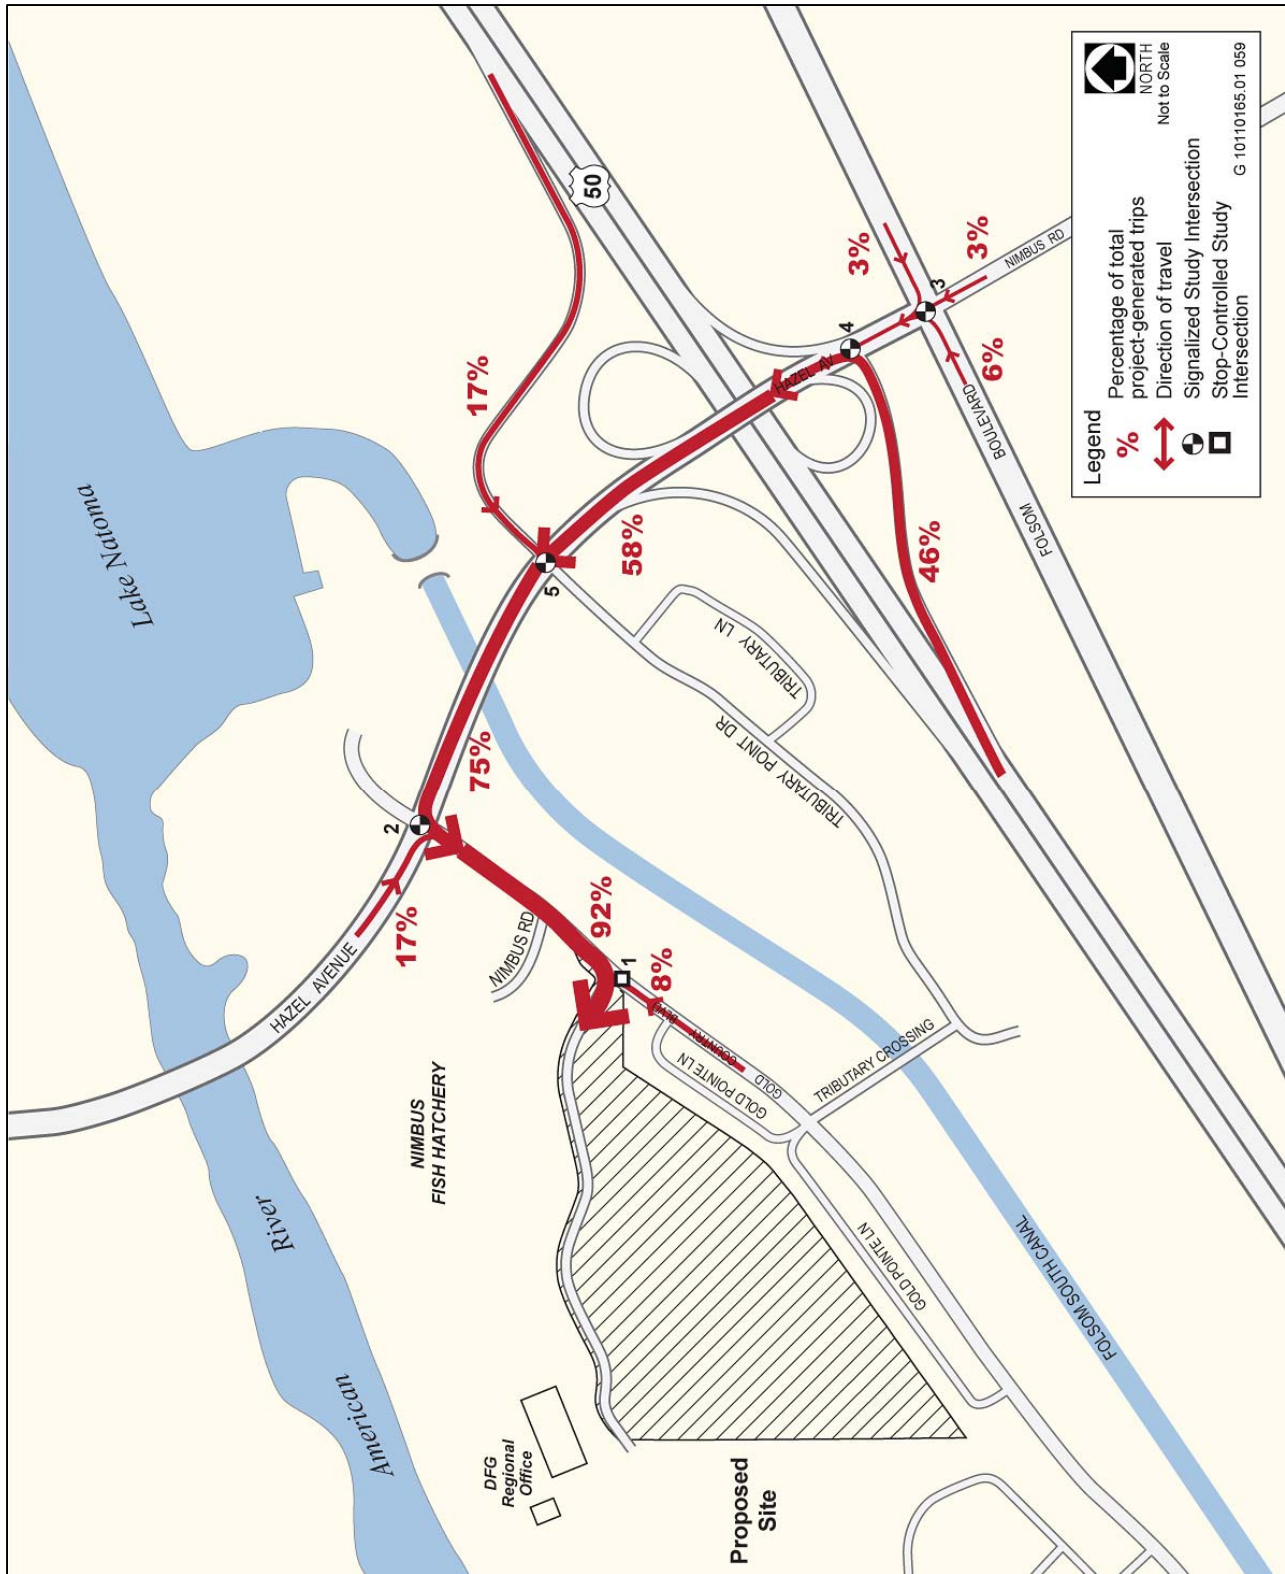 Lake Natoma
50
17%
3%
3%
NIMBUS RD
3
4
HAZEL AV
6%
BOULEVARD
FOLSOM
58%
5
46%
TRIBUTARY LN
TRIBUTARY POINT DR
75%
2
17%
HAZEL AVENUE
NIMBUS RD
92%
1
8%
GOLD
COUNTRY
BLVD
GOLD POINTE LN
TRIBUTARY CROSSING
NIMBUS
FISH HATCHERY
River
American
GOLD POINTE LN
FOLSOM SOUTH CANAL
DFG
Regional
Office
Proposed
Site
Legend
% Percentage of total
project-generated trips
Direction of travel
Signalized Study Intersection
Stop-Controlled Study
Intersection
NORTH
Not to Scale
G 10110165.01 059